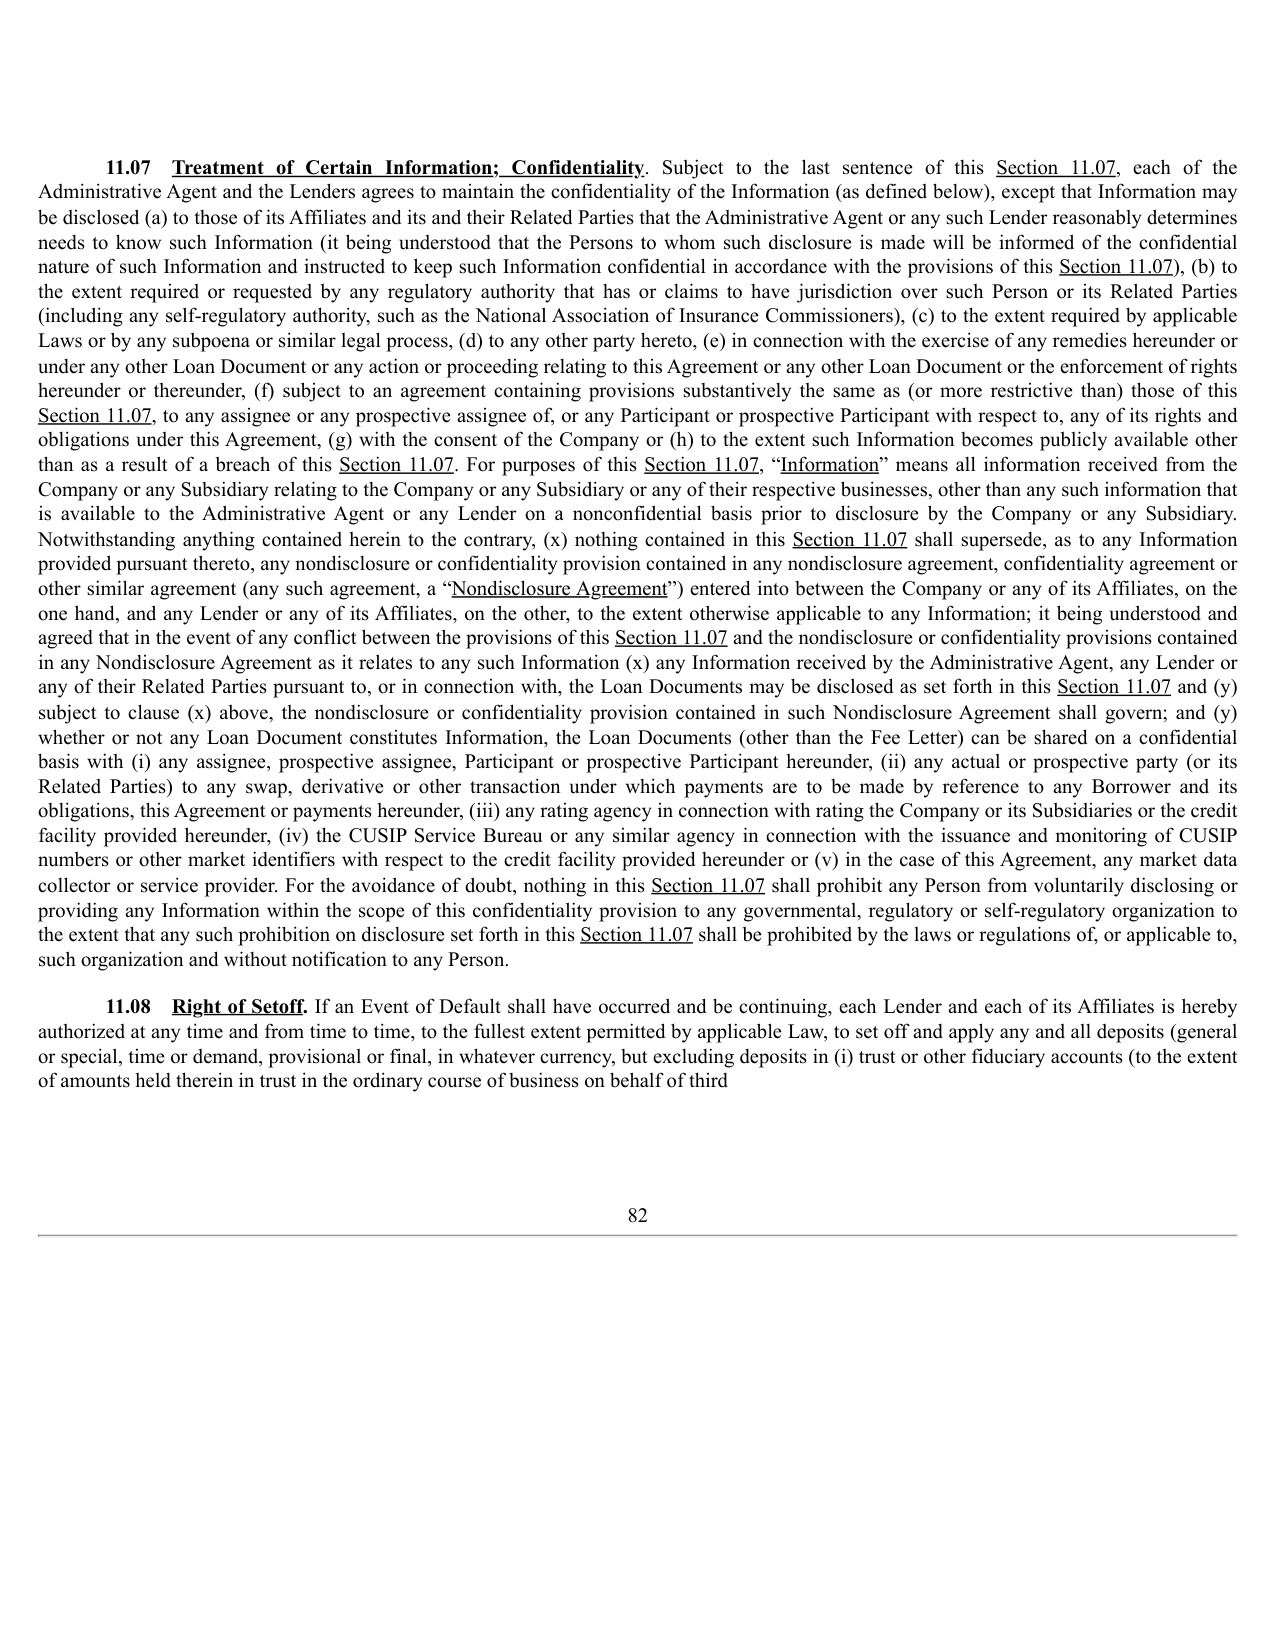 11.07 Treatment of Certain Information; Confidentiality. Subject to the last sentence of this Section 11.07, each of the
Administrative Agent and the Lenders agrees to maintain the confidentiality of the Information (as defined below), except that Information may
be disclosed (a) to those of its Affiliates and its and their Related Parties that the Administrative Agent or any such Lender reasonably determines
needs to know such Information (it being understood that the Persons to whom such disclosure is made will be informed of the confidential
nature of such Information and instructed to keep such Information confidential in accordance with the provisions of this Section 11.07), (b) to
the extent required or requested by any regulatory authority that has or claims to have jurisdiction over such Person or its Related Parties
(including any self-regulatory authority, such as the National Association of Insurance Commissioners), (c) to the extent required by applicable
Laws or by any subpoena or similar legal process, (d) to any other party hereto, (e) in connection with the exercise of any remedies hereunder or
under any other Loan Document or any action or proceeding relating to this Agreement or any other Loan Document or the enforcement of rights
hereunder or thereunder, (f) subject to an agreement containing provisions substantively the same as (or more restrictive than) those of this
Section 11.07, to any assignee or any prospective assignee of, or any Participant or prospective Participant with respect to, any of its rights and
obligations under this Agreement, (g) with the consent of the Company or (h) to the extent such Information becomes publicly available other
than as a result of a breach of this Section 11.07. For purposes of this Section 11.07, “Information” means all information received from the
Company or any Subsidiary relating to the Company or any Subsidiary or any of their respective businesses, other than any such information that
is available to the Administrative Agent or any Lender on a nonconfidential basis prior to disclosure by the Company or any Subsidiary.
Notwithstanding anything contained herein to the contrary, (x) nothing contained in this Section 11.07 shall supersede, as to any Information
provided pursuant thereto, any nondisclosure or confidentiality provision contained in any nondisclosure agreement, confidentiality agreement or
other similar agreement (any such agreement, a “Nondisclosure Agreement”) entered into between the Company or any of its Affiliates, on the
one hand, and any Lender or any of its Affiliates, on the other, to the extent otherwise applicable to any Information; it being understood and
agreed that in the event of any conflict between the provisions of this Section 11.07 and the nondisclosure or confidentiality provisions contained
in any Nondisclosure Agreement as it relates to any such Information (x) any Information received by the Administrative Agent, any Lender or
any of their Related Parties pursuant to, or in connection with, the Loan Documents may be disclosed as set forth in this Section 11.07 and (y)
subject to clause (x) above, the nondisclosure or confidentiality provision contained in such Nondisclosure Agreement shall govern; and (y)
whether or not any Loan Document constitutes Information, the Loan Documents (other than the Fee Letter) can be shared on a confidential
basis with (i) any assignee, prospective assignee, Participant or prospective Participant hereunder, (ii) any actual or prospective party (or its
Related Parties) to any swap, derivative or other transaction under which payments are to be made by reference to any Borrower and its
obligations, this Agreement or payments hereunder, (iii) any rating agency in connection with rating the Company or its Subsidiaries or the credit
facility provided hereunder, (iv) the CUSIP Service Bureau or any similar agency in connection with the issuance and monitoring of CUSIP
numbers or other market identifiers with respect to the credit facility provided hereunder or (v) in the case of this Agreement, any market data
collector or service provider. For the avoidance of doubt, nothing in this Section 11.07 shall prohibit any Person from voluntarily disclosing or
providing any Information within the scope of this confidentiality provision to any governmental, regulatory or self-regulatory organization to
the extent that any such prohibition on disclosure set forth in this Section 11.07 shall be prohibited by the laws or regulations of, or applicable to,
such organization and without notification to any Person.
11.08 Right of Setoff. If an Event of Default shall have occurred and be continuing, each Lender and each of its Affiliates is hereby
authorized at any time and from time to time, to the fullest extent permitted by applicable Law, to set off and apply any and all deposits (general
or special, time or demand, provisional or final, in whatever currency, but excluding deposits in (i) trust or other fiduciary accounts (to the extent
of amounts held therein in trust in the ordinary course of business on behalf of third
82